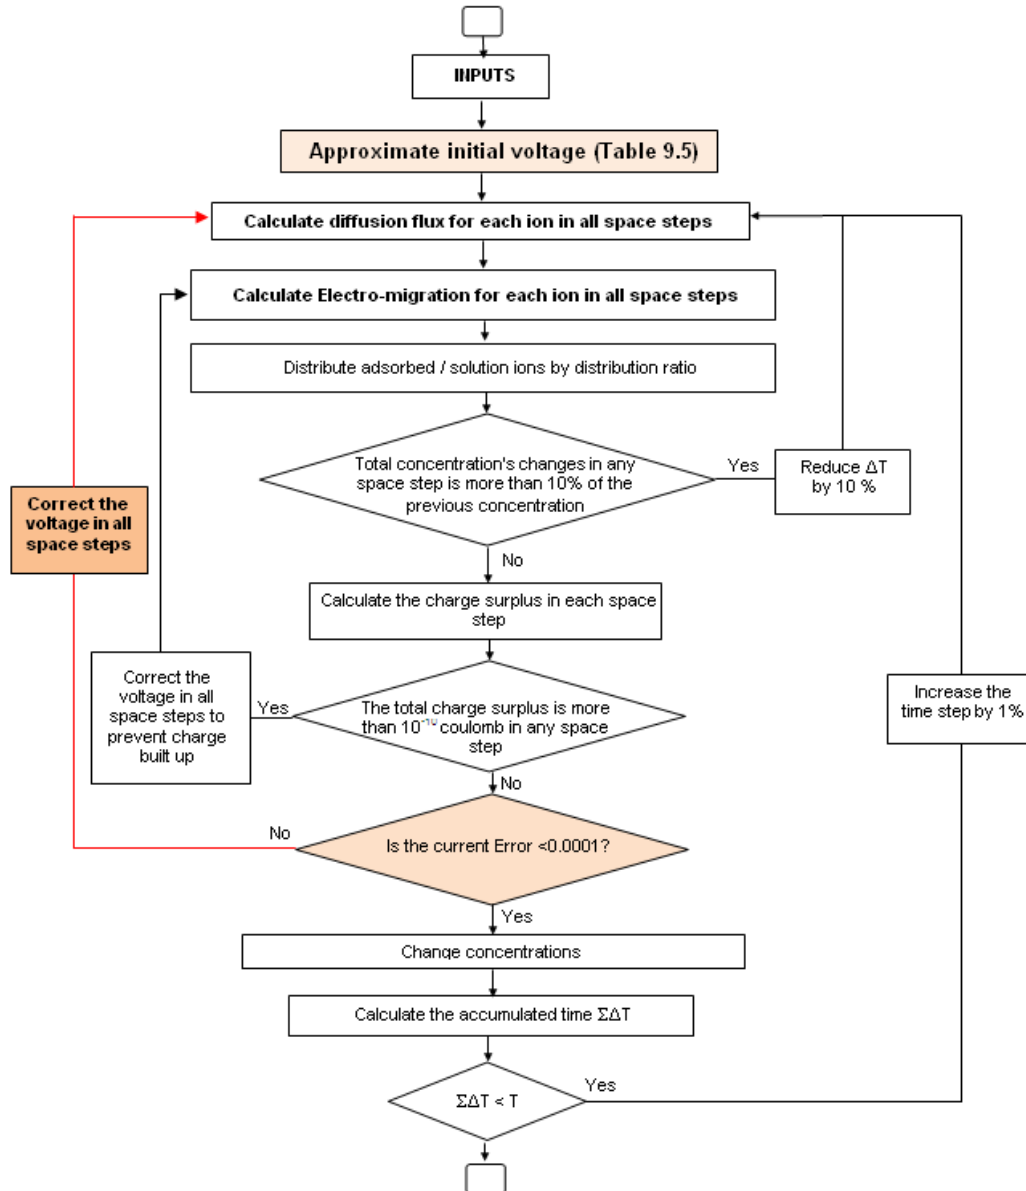 INPUTS
Approximate initial voltage (Table 9.5)
Calculate diffusion flux for each ion in all space steps
Calculate Electro-migration for each ion in all space steps
Distribute adsorbed / solution ions by distribution ratio
Total concentration's changes in any
space step is more than 10% of the
previous concentration
Yes
Reduce ΔT
by 10 %
Correct the
voltage in all
space steps
No
Calculate the charge surplus in each space
step
Correct the
voltage in all
space steps to
prevent charge
built up
Yes
The total charge surplus is more
than 10⁻¹⁰ coulomb in any space
step
Increase the
time step by 1%
No
No
Is the current Error <0.0001?
Yes
Change concentrations
Calculate the accumulated time ΣΔT
ΣΔT < T
Yes